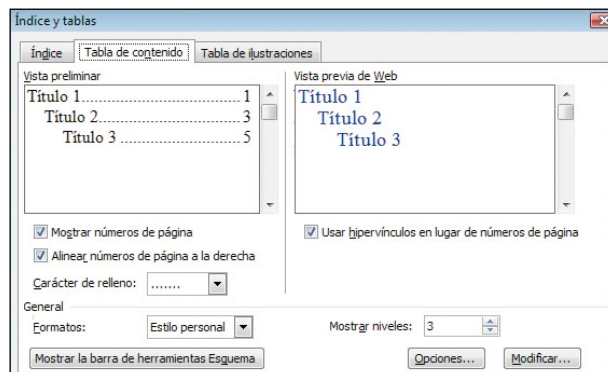 Índice y tablas
Índice Tabla de contenido Tabla de ilustraciones
Vista preliminar
Título 1.......................................1
Título 2....................................3
Título 3 ..............................5
Vista previa de Web
Título 1
Título 2
Título 3
Mostrar números de página
Alinear números de página a la derecha
Carácter de relleno: .......
Usar hipervínculos en lugar de números de página
General
Formatos: Estilo personal Mostrar niveles: 3
Mostrar la barra de herramientas Esquema Opciones... Modificar...